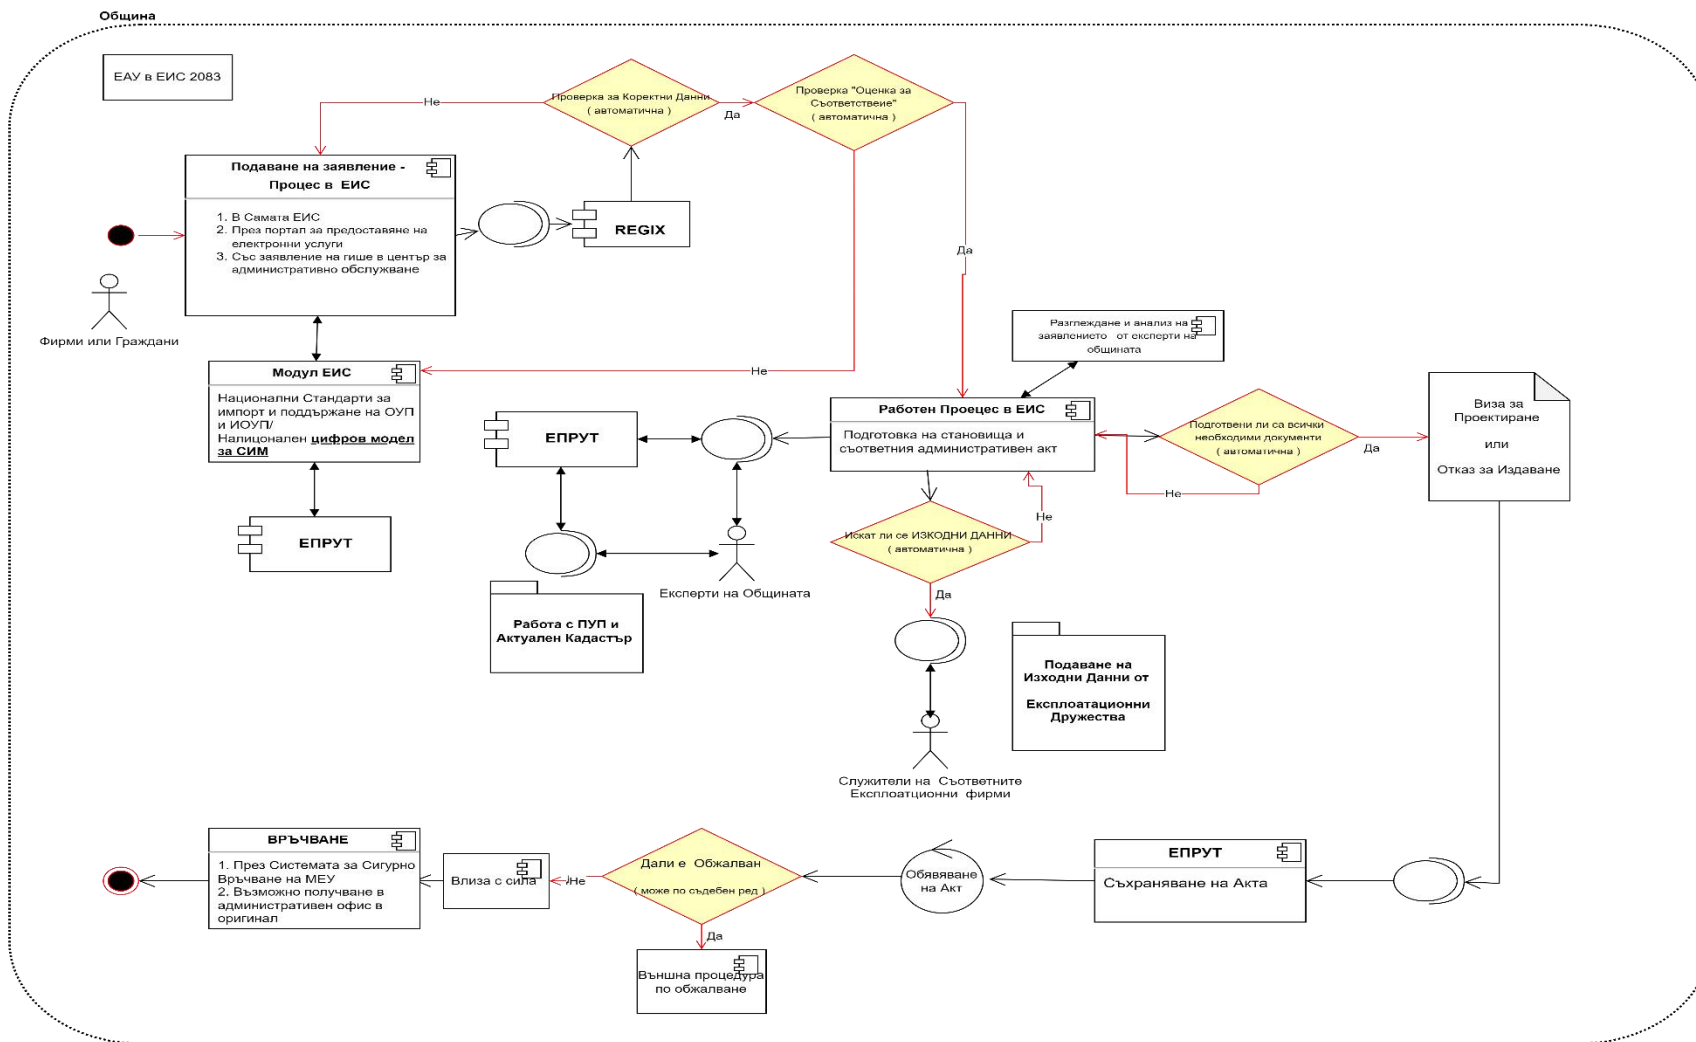 Община
ЕАУ в ЕИС 2083
Проверка за Коректни Данни
( автоматична )
Не
Да
Проверка "Оценка за
Съответствеие"
( автоматична )
Подаване на заявление -
Процес в ЕИС
1. В Самата ЕИС
2. През портал за предоставяне на
електронни услуги
3. Със заявление на гише в център за
административно обслужване
REGIX
Да
Фирми или Граждани
Разглеждане и анализ на
заявлението от експерти на
общината
Не
Модул ЕИС
Национални Стандарти за
импорт и поддържане на ОУП
и ИОУП/
Налиционален цифров модел
за СИМ
ЕПРУТ
ЕПРУТ
Работен Проецес в ЕИС
Подготовка на становища и
съответния административен акт
Подготвени ли са всички
необходими документи
( автоматична )
Да
Не
Виза за
Проектиране
или
Отказ за Издаване
Искат ли се ИЗКОДНИ ДАННИ
( автоматична )
Не
Да
Експерти на Общината
Работа с ПУП и
Актуален Кадастър
Подаване на
Изходни Данни от
Експлоатационни
Дружества
Служители на Съответните
Експлоатционни фирми
ВРЪЧВАНЕ
1. През Системата за Сигурно
Връчване на МЕУ
2. Възможно получване в
административен офис в
оригинал
Влиза с сила
Не
Дали е Обжалван
( може по съдебен ред )
Да
Външна процедура
по обжалване
Обявяване
на Акт
ЕПРУТ
Съхраняване на Акта